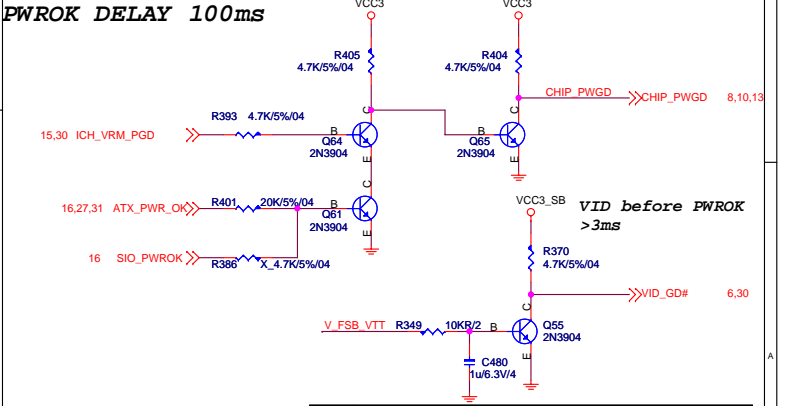 PWROK DELAY 100ms
VCC3
VCC3
R405
4.7K/5%/04
R404
4.7K/5%/04
CHIP_PWGD
CHIP_PWGD
8,10,13
R393
4.7K/5%/04
C
C
15,30
ICH_VRM_PGD
B
Q64
2N3904
B
Q65
2N3904
E
E
C
16,27,31
ATX_PWR_OK
R401
20K/5%/04
B
Q61
2N3904
E
16
SIO_PWROK
R386
X_4.7K/5%/04
VCC3_SB
VID before PWROK
>3ms
R370
4.7K/5%/04
VID_GD#
6,30
C
V_FSB_VTT
R349
10KR/2
B
Q55
2N3904
E
C480
1u/6.3V/4
A